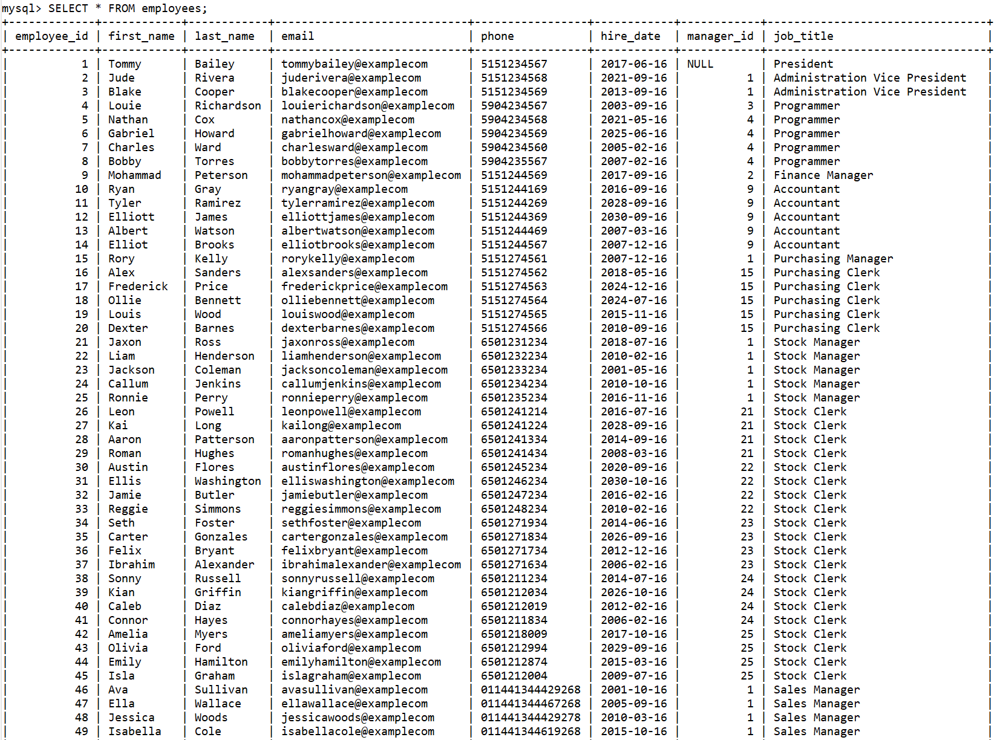 mysql> SELECT * FROM employees;
+-------------+------------+------------+-----------------------------+-----------------+------------+------------+---------------------------------+
| employee_id | first_name | last_name  | email                       | phone           | hire_date  | manager_id | job_title                       |
+-------------+------------+------------+-----------------------------+-----------------+------------+------------+---------------------------------+
|           1 | Tommy      | Bailey     | tommybailey@examplecom      | 5151234567      | 2017-06-16 | NULL       | President                       |
|           2 | Jude       | Rivera     | juderivera@examplecom       | 5151234568      | 2021-09-16 |          1 | Administration Vice President   |
|           3 | Blake      | Cooper     | blakecooper@examplecom      | 5151234569      | 2013-09-16 |          1 | Administration Vice President   |
|           4 | Louie      | Richardson | louierichardson@examplecom  | 5904234567      | 2003-09-16 |          3 | Programmer                      |
|           5 | Nathan     | Cox        | nathancox@examplecom        | 5904234568      | 2021-05-16 |          4 | Programmer                      |
|           6 | Gabriel    | Howard     | gabrielhoward@examplecom    | 5904234569      | 2025-06-16 |          4 | Programmer                      |
|           7 | Charles    | Ward       | charlesward@examplecom      | 5904234560      | 2005-02-16 |          4 | Programmer                      |
|           8 | Bobby      | Torres     | bobbytorres@examplecom      | 5904235567      | 2007-02-16 |          4 | Programmer                      |
|           9 | Mohammad   | Peterson   | mohammadpeterson@examplecom | 5151244569      | 2017-09-16 |          2 | Finance Manager                 |
|          10 | Ryan       | Gray       | ryangray@examplecom         | 5151244169      | 2016-09-16 |          9 | Accountant                      |
|          11 | Tyler      | Ramirez    | tylerramirez@examplecom     | 5151244269      | 2028-09-16 |          9 | Accountant                      |
|          12 | Elliott    | James      | elliottjames@examplecom     | 5151244369      | 2030-09-16 |          9 | Accountant                      |
|          13 | Albert     | Watson     | albertwatson@examplecom     | 5151244469      | 2007-03-16 |          9 | Accountant                      |
|          14 | Elliot     | Brooks     | elliotbrooks@examplecom     | 5151244567      | 2007-12-16 |          9 | Accountant                      |
|          15 | Rory       | Kelly      | rorykelly@examplecom        | 5151274561      | 2007-12-16 |          1 | Purchasing Manager              |
|          16 | Alex       | Sanders    | alexsanders@examplecom      | 5151274562      | 2018-05-16 |         15 | Purchasing Clerk                |
|          17 | Frederick  | Price      | frederickprice@examplecom   | 5151274563      | 2024-12-16 |         15 | Purchasing Clerk                |
|          18 | Ollie      | Bennett    | olliebennett@examplecom     | 5151274564      | 2024-07-16 |         15 | Purchasing Clerk                |
|          19 | Louis      | Wood       | louiswood@examplecom        | 5151274565      | 2015-11-16 |         15 | Purchasing Clerk                |
|          20 | Dexter     | Barnes     | dexterbarnes@examplecom     | 5151274566      | 2010-09-16 |         15 | Purchasing Clerk                |
|          21 | Jaxon      | Ross       | jaxonross@examplecom        | 6501231234      | 2018-07-16 |          1 | Stock Manager                   |
|          22 | Liam       | Henderson  | liamhenderson@examplecom    | 6501232234      | 2010-02-16 |          1 | Stock Manager                   |
|          23 | Jackson    | Coleman    | jacksoncoleman@examplecom   | 6501233234      | 2001-05-16 |          1 | Stock Manager                   |
|          24 | Callum     | Jenkins    | callumjenkins@examplecom    | 6501234234      | 2010-10-16 |          1 | Stock Manager                   |
|          25 | Ronnie     | Perry      | ronnieperry@examplecom      | 6501235234      | 2016-11-16 |          1 | Stock Manager                   |
|          26 | Leon       | Powell     | leonpowell@examplecom       | 6501241214      | 2016-07-16 |         21 | Stock Clerk                     |
|          27 | Kai        | Long       | kailong@examplecom          | 6501241224      | 2028-09-16 |         21 | Stock Clerk                     |
|          28 | Aaron      | Patterson  | aaronpatterson@examplecom   | 6501241334      | 2014-09-16 |         21 | Stock Clerk                     |
|          29 | Roman      | Hughes     | romanhughes@examplecom      | 6501241434      | 2008-03-16 |         21 | Stock Clerk                     |
|          30 | Austin     | Flores     | austinflores@examplecom     | 6501245234      | 2020-09-16 |         22 | Stock Clerk                     |
|          31 | Ellis      | Washington | elliswashington@examplecom  | 6501246234      | 2030-10-16 |         22 | Stock Clerk                     |
|          32 | Jamie      | Butler     | jamiebutler@examplecom      | 6501247234      | 2016-02-16 |         22 | Stock Clerk                     |
|          33 | Reggie     | Simmons    | reggiesimmons@examplecom    | 6501248234      | 2010-02-16 |         22 | Stock Clerk                     |
|          34 | Seth       | Foster     | sethfoster@examplecom       | 6501271934      | 2014-06-16 |         23 | Stock Clerk                     |
|          35 | Carter     | Gonzales   | cartergonzales@examplecom   | 6501271834      | 2026-09-16 |         23 | Stock Clerk                     |
|          36 | Felix      | Bryant     | felixbryant@examplecom      | 6501271734      | 2012-12-16 |         23 | Stock Clerk                     |
|          37 | Ibrahim    | Alexander  | ibrahimalexander@examplecom | 6501271634      | 2006-02-16 |         23 | Stock Clerk                     |
|          38 | Sonny      | Russell    | sonnyrussell@examplecom     | 6501211234      | 2014-07-16 |         24 | Stock Clerk                     |
|          39 | Kian       | Griffin    | kiangriffin@examplecom      | 6501212034      | 2026-10-16 |         24 | Stock Clerk                     |
|          40 | Caleb      | Diaz       | calebdiaz@examplecom        | 6501212019      | 2012-02-16 |         24 | Stock Clerk                     |
|          41 | Connor     | Hayes      | connorhayes@examplecom      | 6501211834      | 2006-02-16 |         24 | Stock Clerk                     |
|          42 | Amelia     | Myers      | ameliamyers@examplecom      | 6501218009      | 2017-10-16 |         25 | Stock Clerk                     |
|          43 | Olivia     | Ford       | oliviaford@examplecom       | 6501212994      | 2029-09-16 |         25 | Stock Clerk                     |
|          44 | Emily      | Hamilton   | emilyhamilton@examplecom    | 6501212874      | 2015-03-16 |         25 | Stock Clerk                     |
|          45 | Isla       | Graham     | islagraham@examplecom       | 6501212004      | 2009-07-16 |         25 | Stock Clerk                     |
|          46 | Ava        | Sullivan   | avasullivan@examplecom      | 011441344429268 | 2001-10-16 |          1 | Sales Manager                   |
|          47 | Ella       | Wallace    | ellawallace@examplecom      | 011441344467268 | 2005-09-16 |          1 | Sales Manager                   |
|          48 | Jessica    | Woods      | jessicawoods@examplecom     | 011441344429278 | 2010-03-16 |          1 | Sales Manager                   |
|          49 | Isabella   | Cole       | isabellacole@examplecom     | 011441344619268 | 2015-10-16 |          1 | Sales Manager                   |